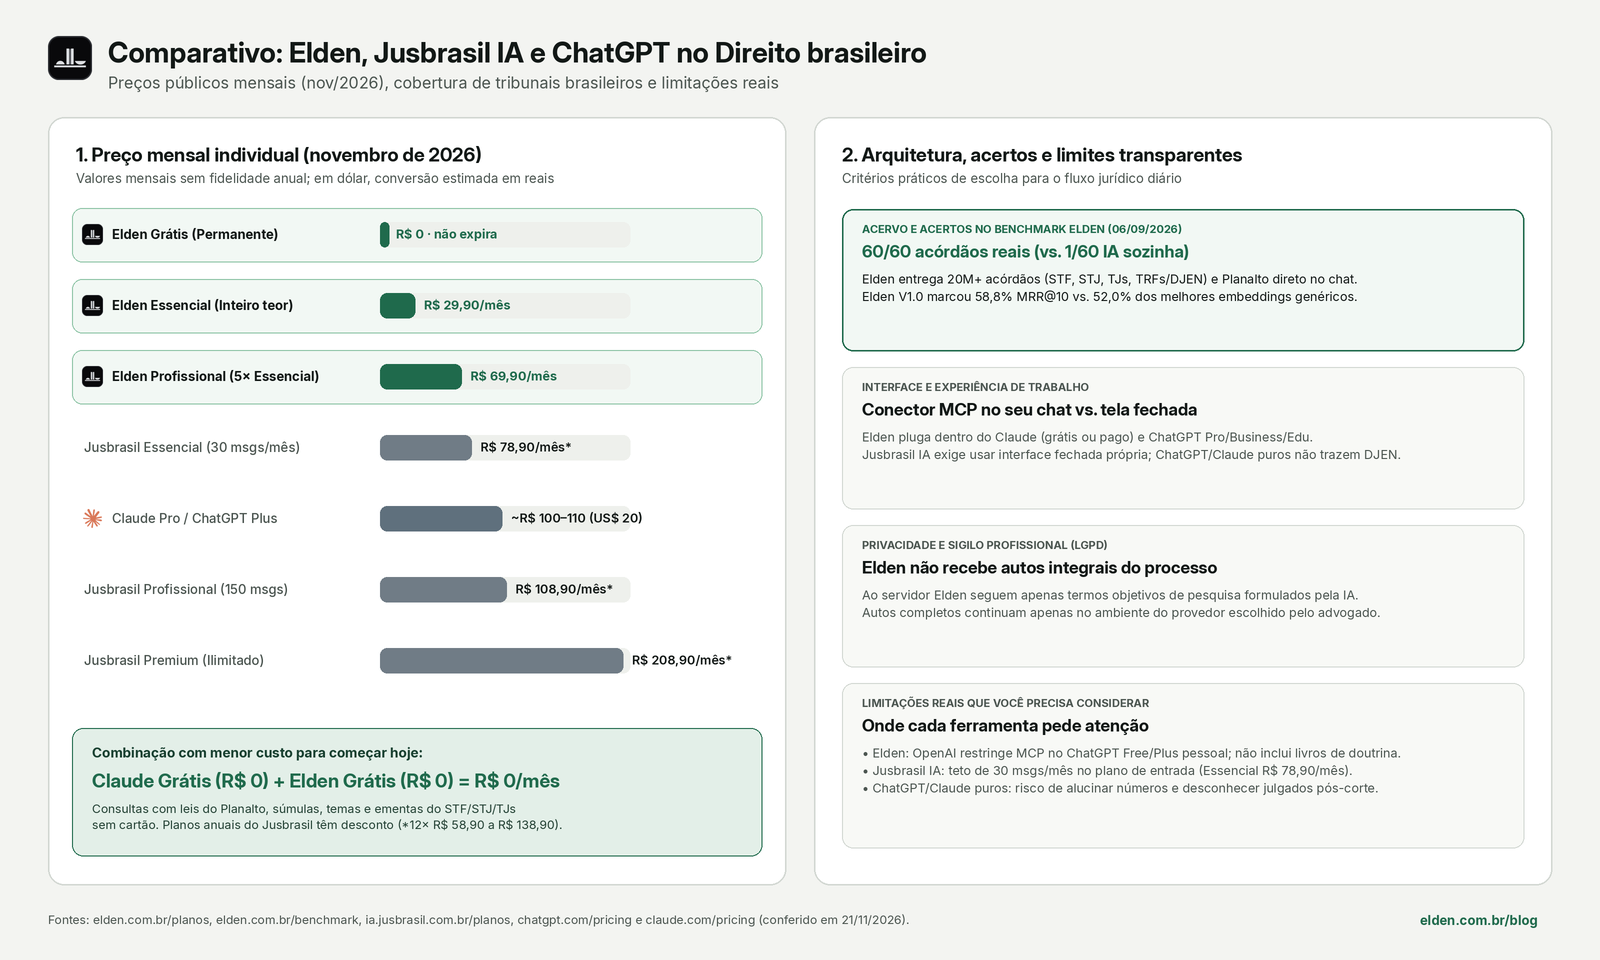 Comparativo: Elden, Jusbrasil IA e ChatGPT no Direito brasileiro
Preços públicos mensais (nov/2026), cobertura de tribunais brasileiros e limitações reais
1. Preço mensal individual (novembro de 2026)
Valores mensais sem fidelidade anual; em dólar, conversão estimada em reais
Elden Grátis (Permanente)
R$ 0 · não expira
Elden Essencial (Inteiro teor)
R$ 29,90/mês
Elden Profissional (5× Essencial)
R$ 69,90/mês
Jusbrasil Essencial (30 msgs/mês)
R$ 78,90/mês*
Claude Pro / ChatGPT Plus
~R$ 100–110 (US$ 20)
Jusbrasil Profissional (150 msgs)
R$ 108,90/mês*
Jusbrasil Premium (Ilimitado)
R$ 208,90/mês*
Combinação com menor custo para começar hoje:
Claude Grátis (R$ 0) + Elden Grátis (R$ 0) = R$ 0/mês
Consultas com leis do Planalto, súmulas, temas e ementas do STF/STJ/TJs
sem cartão. Planos anuais do Jusbrasil têm desconto (*12× R$ 58,90 a R$ 138,90).
2. Arquitetura, acertos e limites transparentes
Critérios práticos de escolha para o fluxo jurídico diário
ACERVO E ACERTOS NO BENCHMARK ELDEN (06/09/2026)
60/60 acórdãos reais (vs. 1/60 IA sozinha)
Elden entrega 20M+ acórdãos (STF, STJ, TJs, TRFs/DJEN) e Planalto direto no chat.
Elden V1.0 marcou 58,8% MRR@10 vs. 52,0% dos melhores embeddings genéricos.
INTERFACE E EXPERIÊNCIA DE TRABALHO
Conector MCP no seu chat vs. tela fechada
Elden pluga dentro do Claude (grátis ou pago) e ChatGPT Pro/Business/Edu.
Jusbrasil IA exige usar interface fechada própria; ChatGPT/Claude puros não trazem DJEN.
PRIVACIDADE E SIGILO PROFISSIONAL (LGPD)
Elden não recebe autos integrais do processo
Ao servidor Elden seguem apenas termos objetivos de pesquisa formulados pela IA.
Autos completos continuam apenas no ambiente do provedor escolhido pelo advogado.
LIMITAÇÕES REAIS QUE VOCÊ PRECISA CONSIDERAR
Onde cada ferramenta pede atenção
• Elden: OpenAI restringe MCP no ChatGPT Free/Plus pessoal; não inclui livros de doutrina.
• Jusbrasil IA: teto de 30 msgs/mês no plano de entrada (Essencial R$ 78,90/mês).
• ChatGPT/Claude puros: risco de alucinar números e desconhecer julgados pós-corte.
Fontes: elden.com.br/planos, elden.com.br/benchmark, ia.jusbrasil.com.br/planos, chatgpt.com/pricing e claude.com/pricing (conferido em 21/11/2026).
elden.com.br/blog